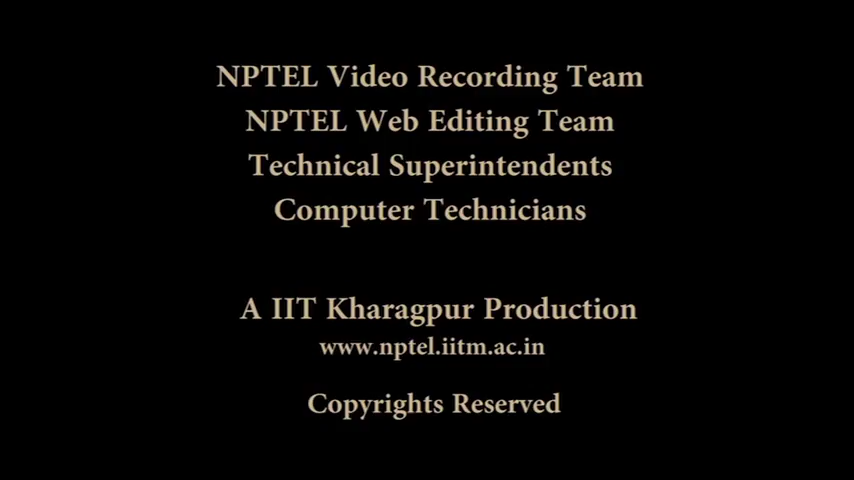 NPTEL Video Recording Team
NPTEL Web Editing Team
Technical Superintendents
Computer Technicians
A IIT Kharagpur Production
www.nptel.iitm.ac.in
Copyrights Reserved